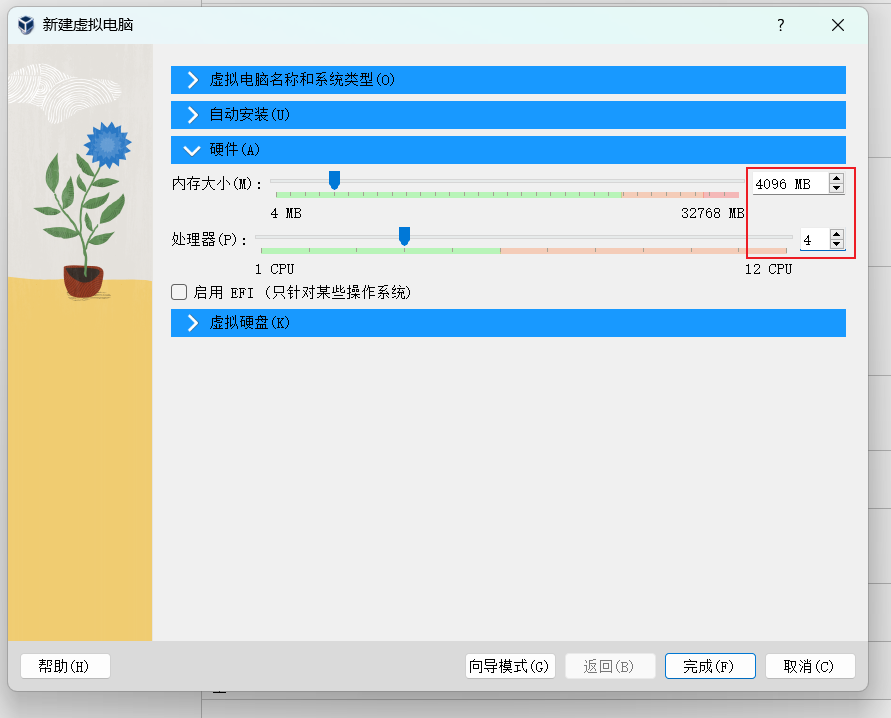 新建虚拟电脑 ?
虚拟电脑名称和系统类型(O)
自动安装(U)
硬件(A)
内存大小(M): 4096 MB
4 MB 32768 MB
处理器(P): 4
1 CPU 12 CPU
启用 EFI (只针对某些操作系统)
虚拟硬盘(K)
帮助(H) 向导模式(G) 返回(B) 完成(F) 取消(C)